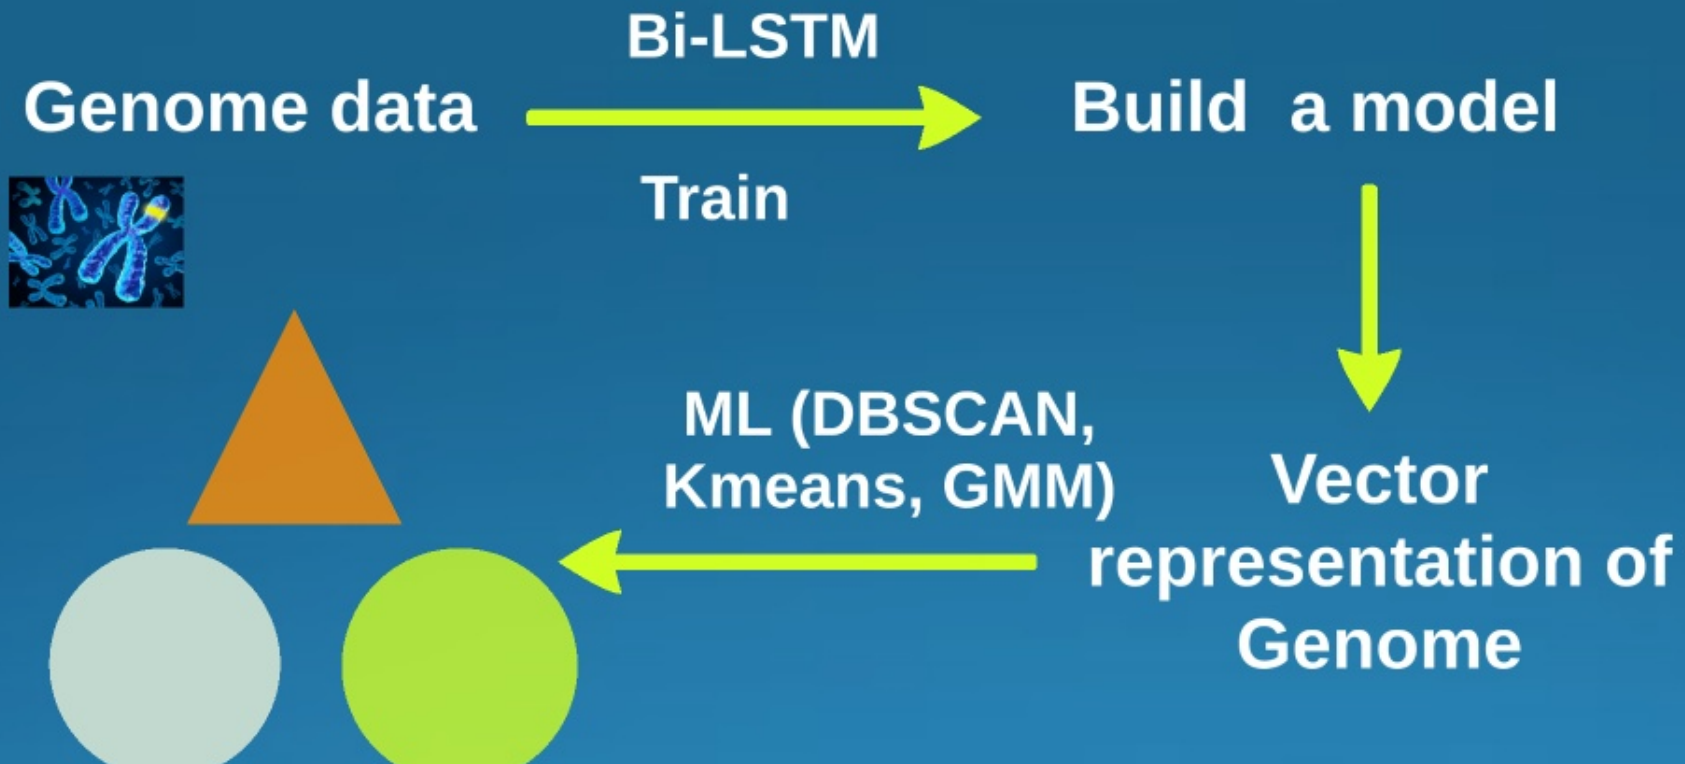 Bi-LSTM
Genome data
Build a model
Train
ML (DBSCAN,
Kmeans, GMM)
Vector
representation of
Genome